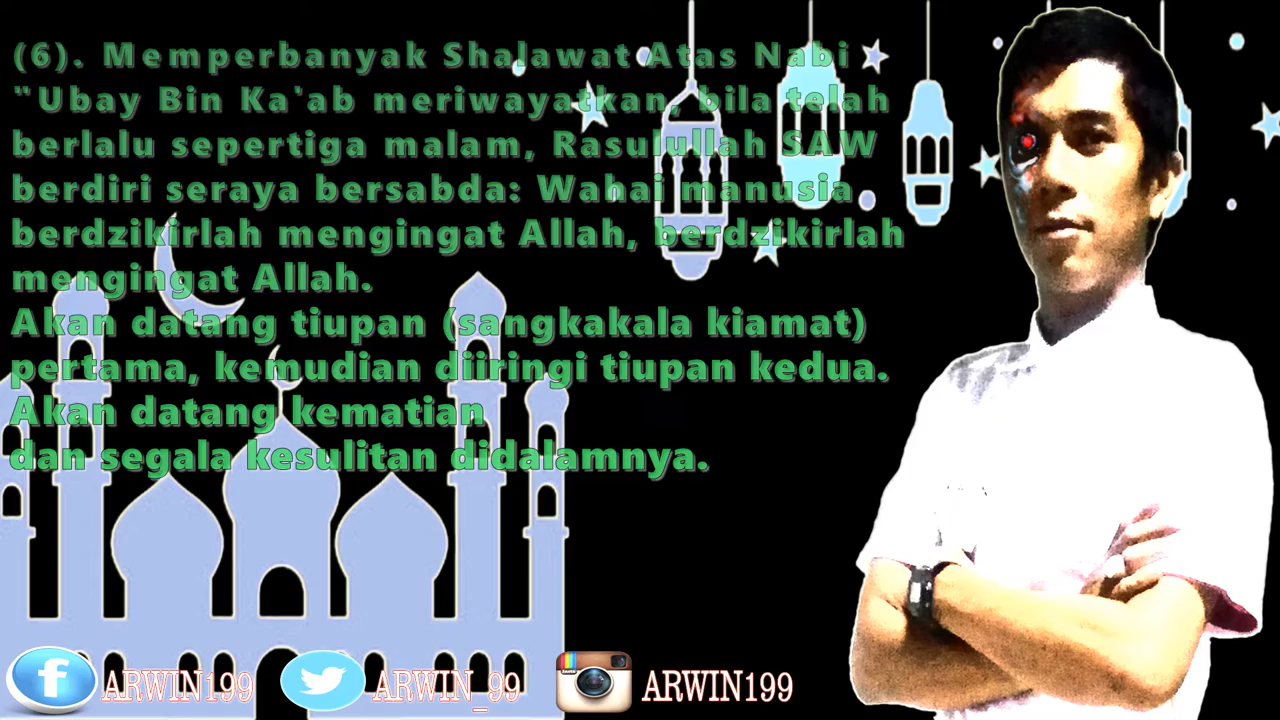 (6). Memperbanyak Shalawat Atas Nabi
"Ubay Bin Ka'ab meriwayatkan, bila telah
berlalu sepertiga malam, Rasulullah SAW
berdiri seraya bersabda: Wahai manusia
berdzikirlah mengingat Allah, berdzikirlah
mengingat Allah.
Akan datang tiupan (sangkakala kiamat)
pertama, kemudian diiringi tiupan kedua.
Akan datang kematian
dan segala kesulitan didalamnya.
f ARWIN199 ARWIN_99 ARWIN199